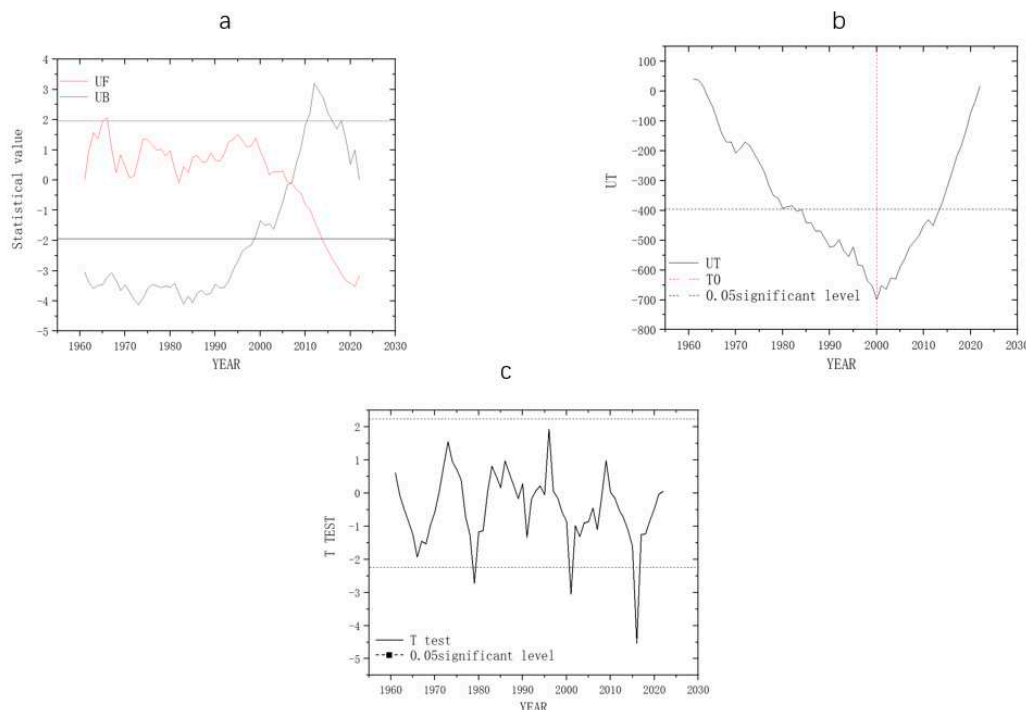 a
4
3
2
1
0
-1
-2
-3
-4
-5
Statistical value
UF
UB
1960 1970 1980 1990 2000 2010 2020 2030
YEAR
b
100
0
-100
-200
-300
-400
-500
-600
-700
-800
UT
UT
T0
0.05significant level
1960 1970 1980 1990 2000 2010 2020 2030
YEAR
c
2
1
0
-1
-2
-3
-4
-5
T TEST
T test
0.05significant level
1960 1970 1980 1990 2000 2010 2020 2030
YEAR